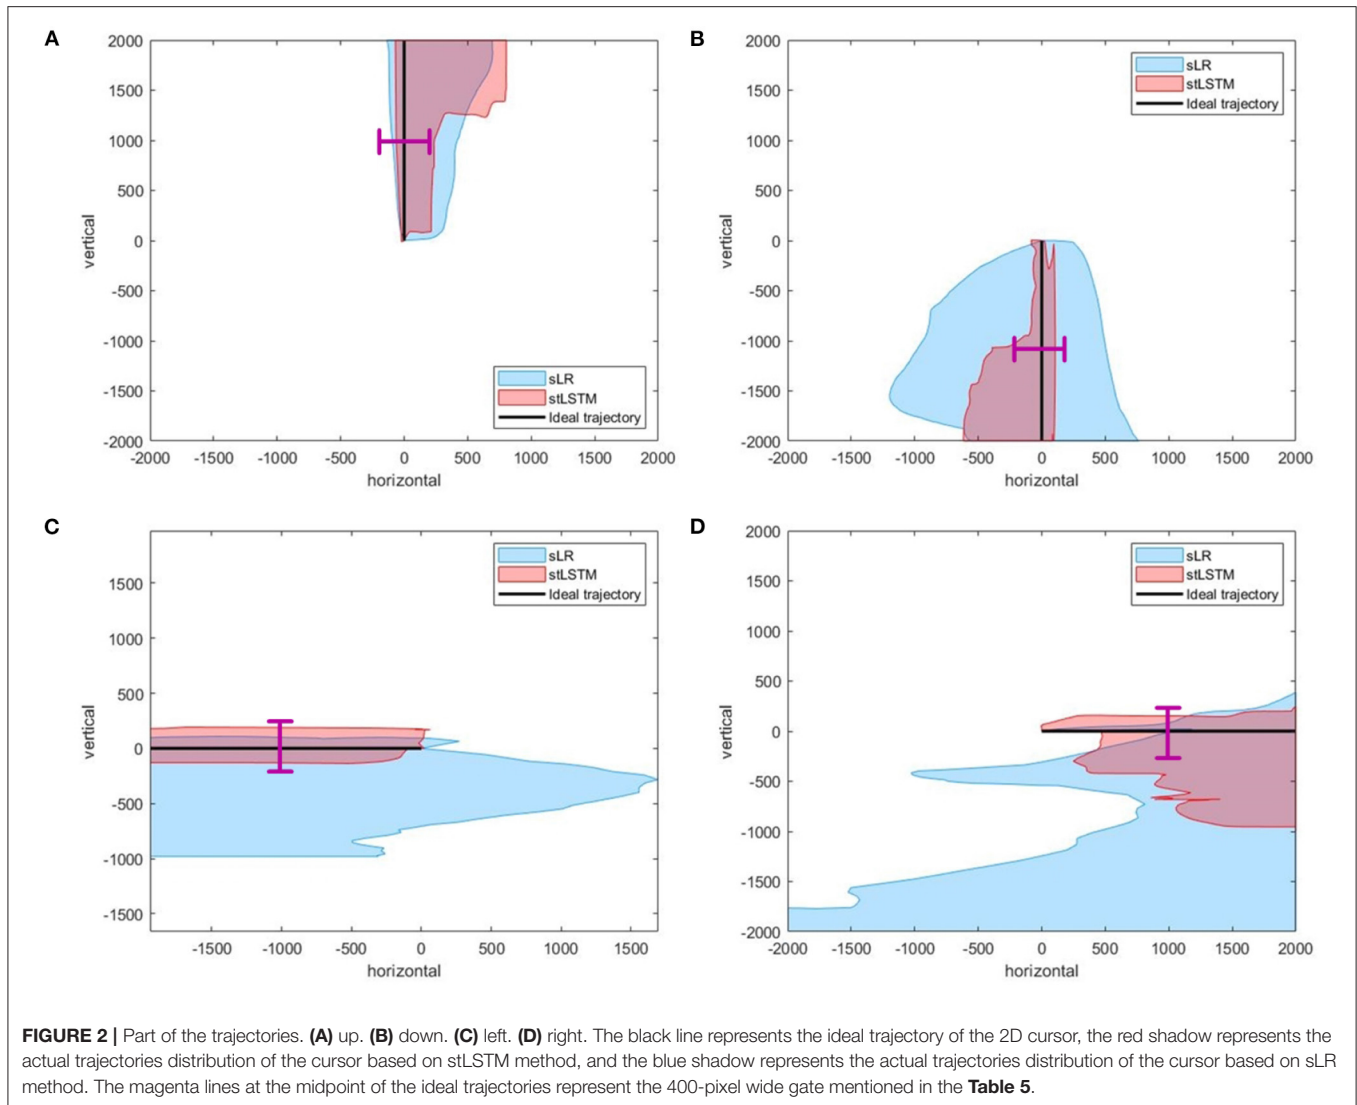 A
2000
1500
1000
500
0
-500
-1000
-1500
-2000
vertical
-2000 -1500 -1000 -500 0 500 1000 1500 2000
horizontal
sLR
stLSTM
Ideal trajectory
B
2000
1500
1000
500
0
-500
-1000
-1500
-2000
vertical
-2000 -1500 -1000 -500 0 500 1000 1500 2000
horizontal
sLR
stLSTM
Ideal trajectory
C
1500
1000
500
0
-500
-1000
-1500
vertical
-1500 -1000 -500 0 500 1000 1500
horizontal
sLR
stLSTM
Ideal trajectory
D
2000
1500
1000
500
0
-500
-1000
-1500
-2000
vertical
-2000 -1500 -1000 -500 0 500 1000 1500 2000
horizontal
sLR
stLSTM
Ideal trajectory
FIGURE 2 | Part of the trajectories. (A) up. (B) down. (C) left. (D) right. The black line represents the ideal trajectory of the 2D cursor, the red shadow represents the
actual trajectories distribution of the cursor based on stLSTM method, and the blue shadow represents the actual trajectories distribution of the cursor based on sLR
method. The magenta lines at the midpoint of the ideal trajectories represent the 400-pixel wide gate mentioned in the Table 5.